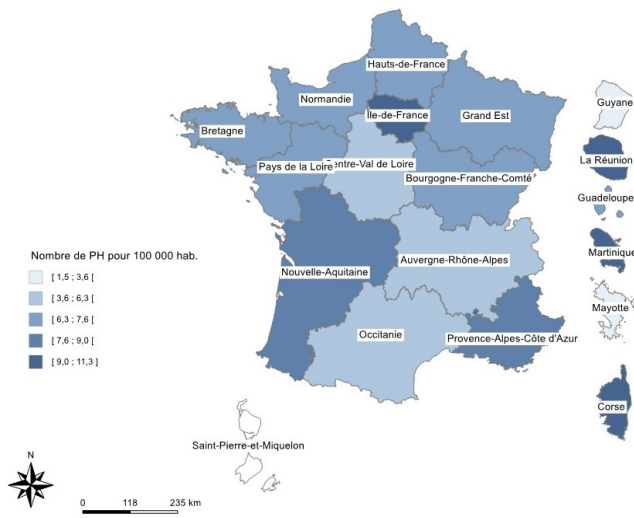 Hauts-de-France
Normandie
Île-de-France
Grand Est
Bretagne
Pays de la Loire
Centre-Val de Loire
Bourgogne-Franche-Comté
Nouvelle-Aquitaine
Auvergne-Rhône-Alpes
Occitanie
Provence-Alpes-Côte d'Azur
Guyane
La Réunion
Guadeloupe
Martinique
Mayotte
Corse
Saint-Pierre-et-Miquelon
Nombre de PH pour 100 000 hab.
[ 1,5 ; 3,6 [
[ 3,6 ; 6,3 [
[ 6,3 ; 7,6 [
[ 7,6 ; 9,0 [
[ 9,0 ; 11,3 ]
N
0 118 235 km